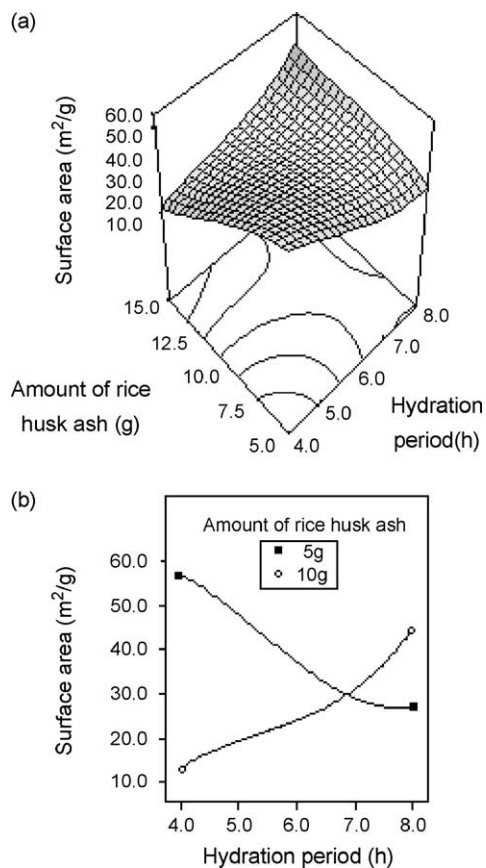 (a)
Surface area (m²/g)
60.0
50.0
40.0
30.0
20.0
10.0
15.0
12.5
10.0
7.5
5.0
4.0
5.0
6.0
7.0
8.0
Amount of rice
husk ash (g)
Hydration
period(h)
(b)
Surface area (m²/g)
Amount of rice husk ash
5g
10g
60.0
50.0
40.0
30.0
20.0
10.0
4.0 5.0 6.0 7.0 8.0
Hydration period (h)